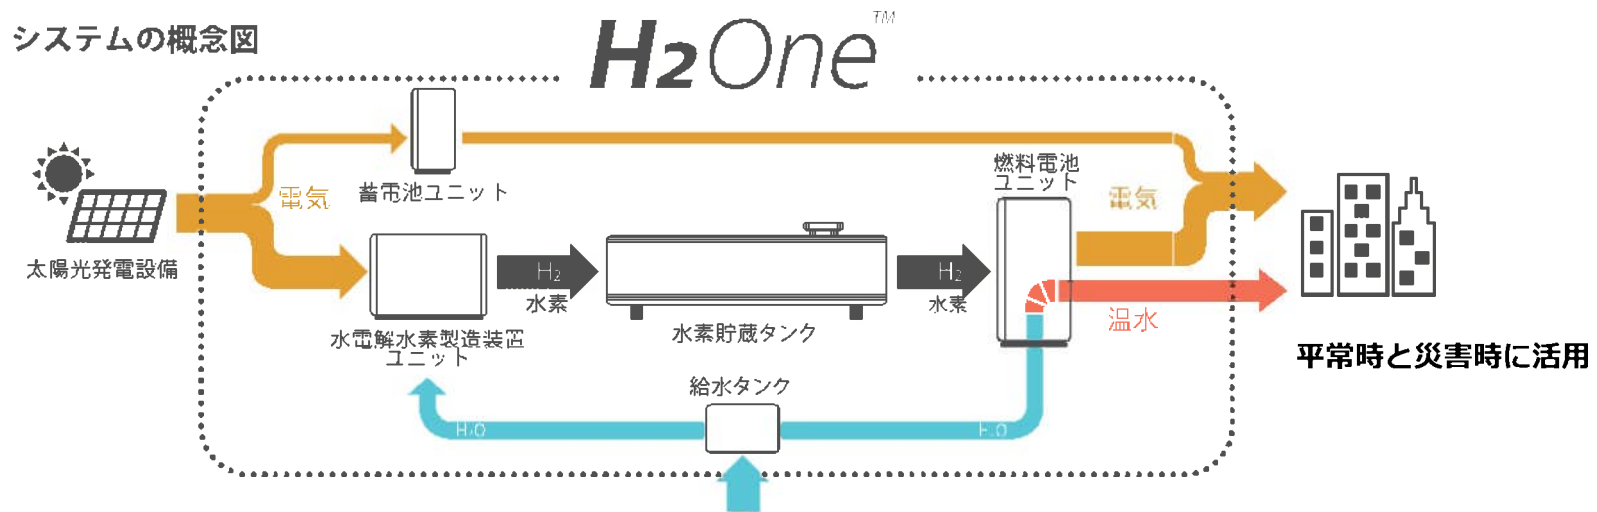 システムの概念図
H2One™
燃料電池
ユニット
電気
蓄電池ユニット
電気
太陽光発電設備
H₂
水素
H₂
水素
水電解水素製造装置
ユニット
水素貯蔵タンク
温水
平常時と災害時に活用
給水タンク
H₂O
H₂O